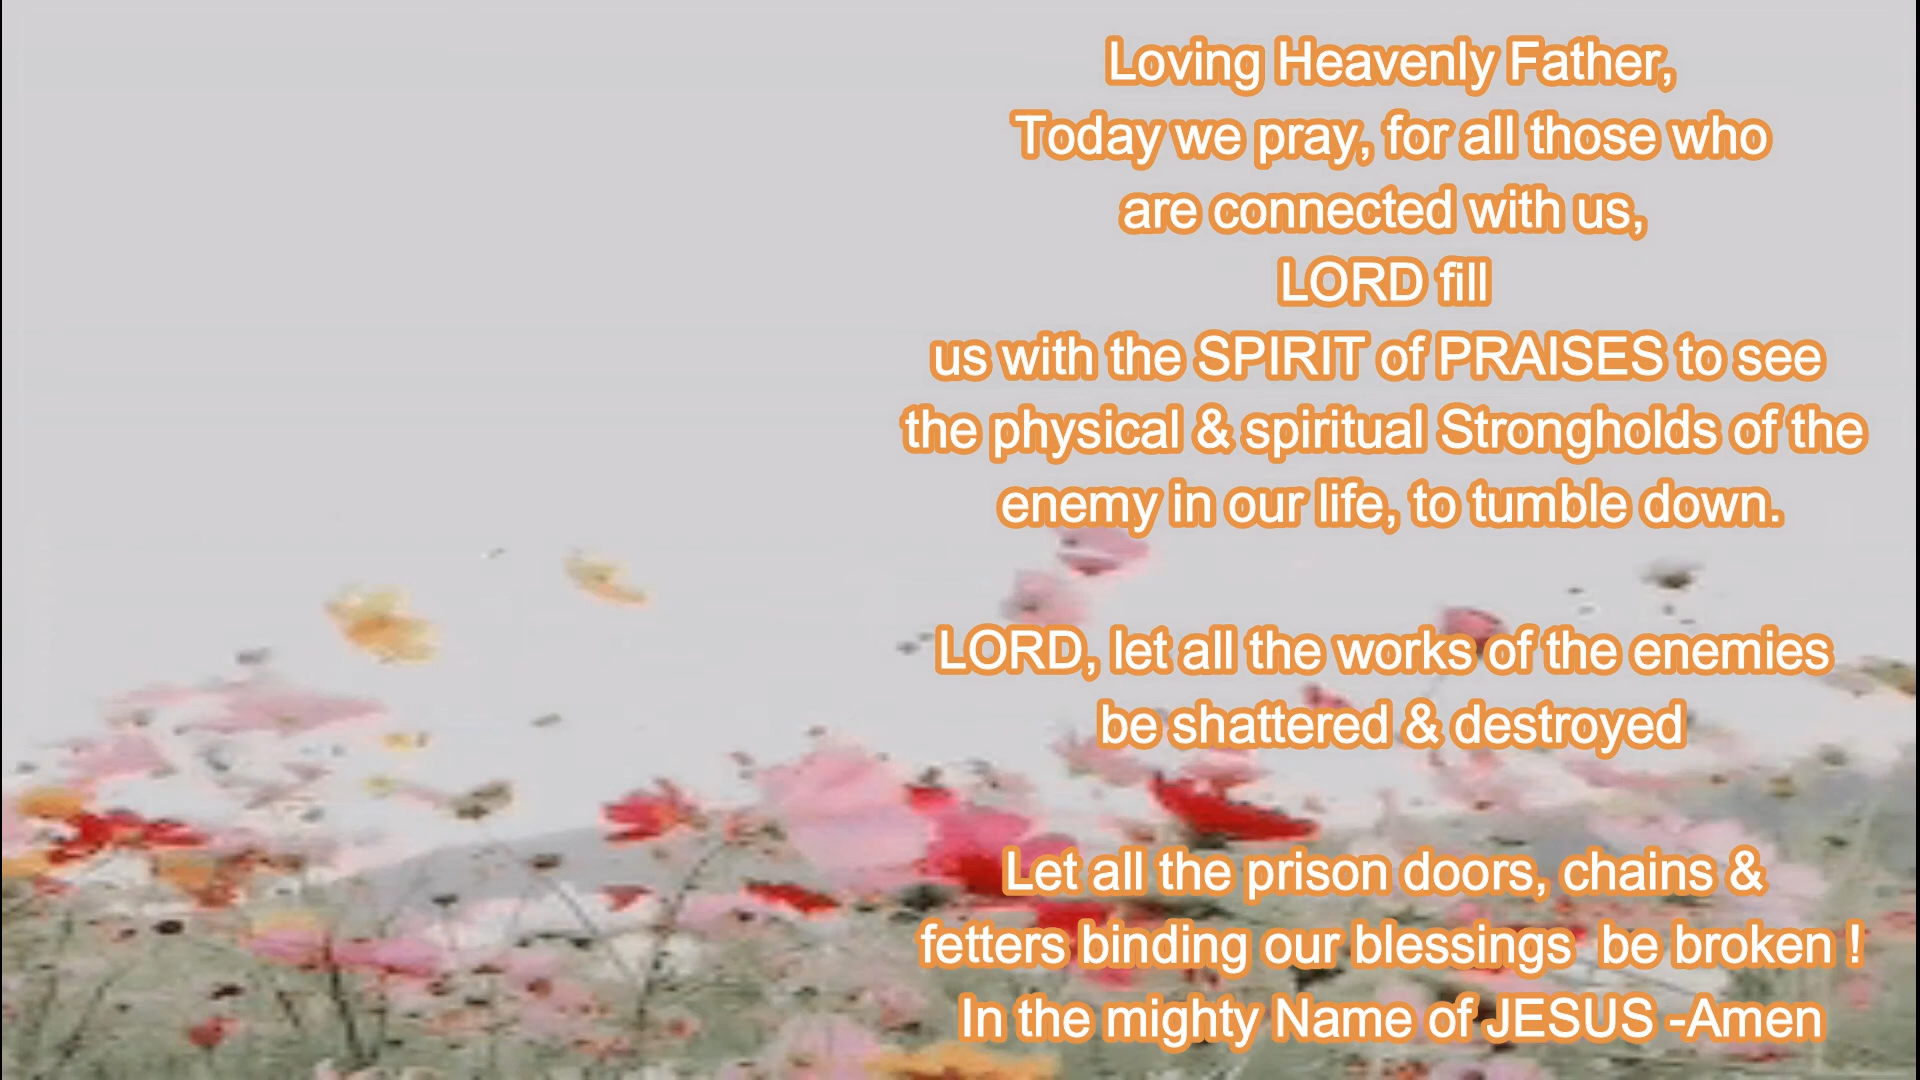 Loving Heavenly Father,
Today we pray, for all those who
are connected with us,
LORD fill
us with the SPIRIT of PRAISES to see
the physical & spiritual Strongholds of the
enemy in our life, to tumble down.
LORD, let all the works of the enemies
be shattered & destroyed
Let all the prison doors, chains &
fetters binding our blessings  be broken !
In the mighty Name of JESUS -Amen